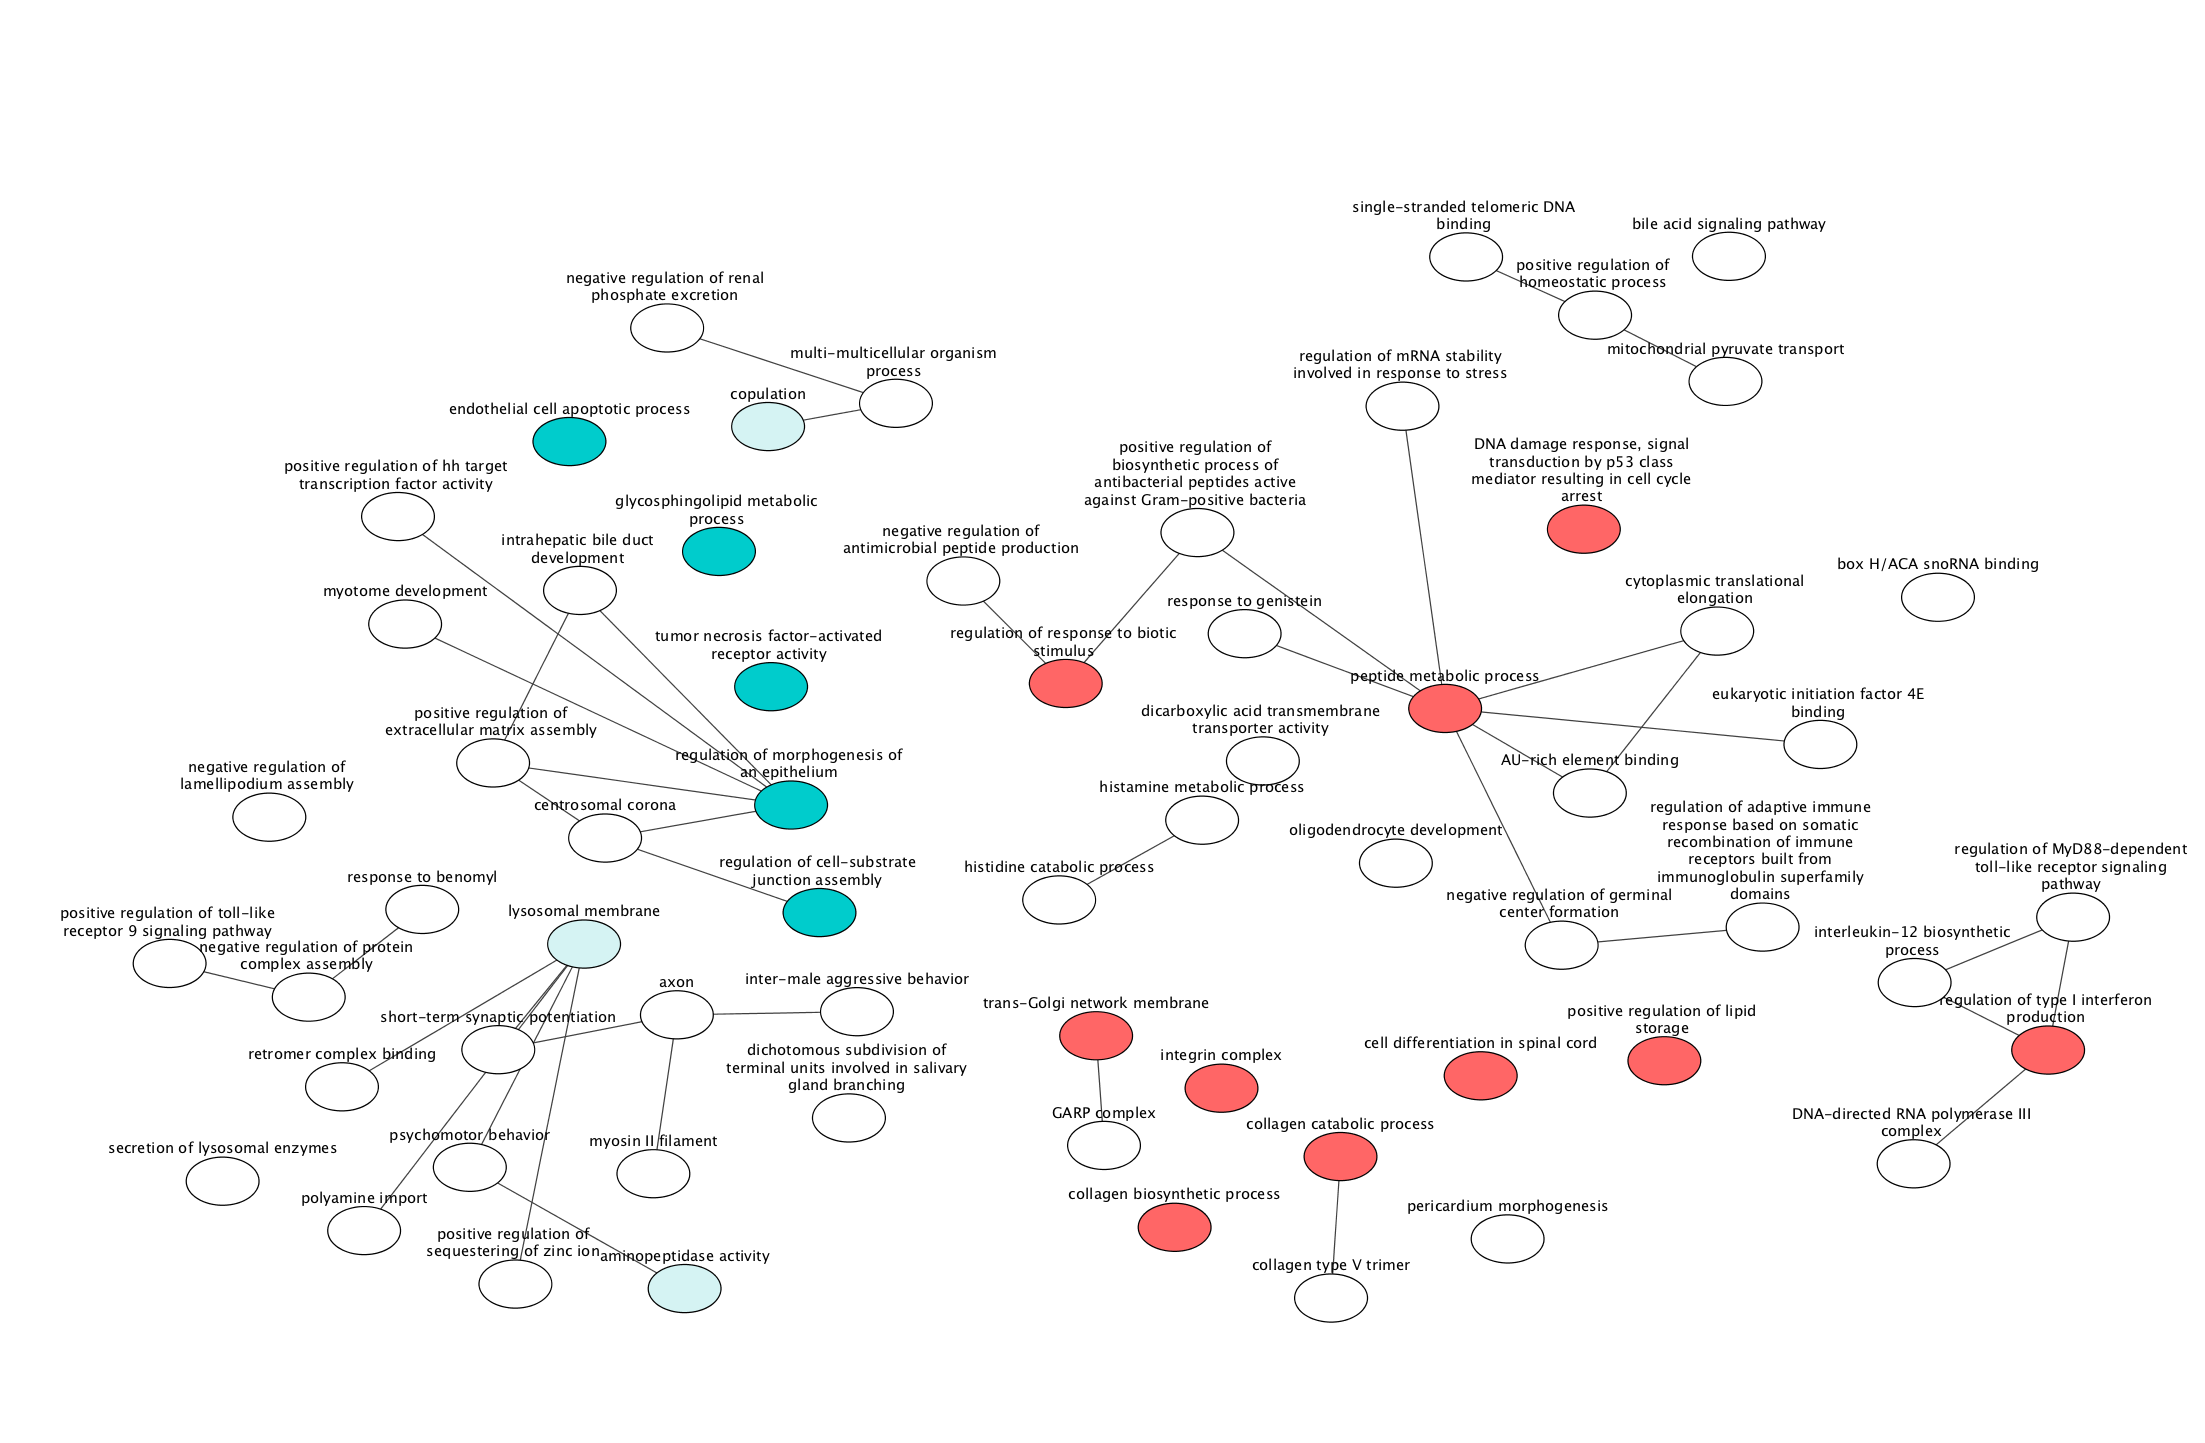 single-stranded telomeric DNA
binding
bile acid signaling pathway
positive regulation of
homeostatic process
negative regulation of renal
phosphate excretion
mitochondrial pyruvate transport
multi-multicellular organism
process
regulation of mRNA stability
involved in response to stress
copulation
endothelial cell apoptotic process
DNA damage response, signal
transduction by p53 class
mediator resulting in cell cycle
arrest
positive regulation of
biosynthetic process of
antibacterial peptides active
against Gram-positive bacteria
positive regulation of hh target
transcription factor activity
glycosphingolipid metabolic
process
negative regulation of
antimicrobial peptide production
intrahepatic bile duct
development
box H/ACA snoRNA binding
cytoplasmic translational
elongation
myotome development
response to genistein
tumor necrosis factor-activated
receptor activity
regulation of response to biotic
stimulus
peptide metabolic process
eukaryotic initiation factor 4E
binding
positive regulation of
extracellular matrix assembly
dicarboxylic acid transmembrane
transporter activity
regulation of morphogenesis of
an epithelium
AU-rich element binding
negative regulation of
lamellipodium assembly
histamine metabolic process
centrosomal corona
regulation of adaptive immune
response based on somatic
recombination of immune
receptors built from
immunoglobulin superfamily
domains
oligodendrocyte development
regulation of MyD88-dependent
toll-like receptor signaling
pathway
regulation of cell-substrate
junction assembly
histidine catabolic process
response to benomyl
negative regulation of germinal
center formation
positive regulation of toll-like
receptor 9 signaling pathway
lysosomal membrane
interleukin-12 biosynthetic
process
negative regulation of protein
complex assembly
axon
inter-male aggressive behavior
trans-Golgi network membrane
regulation of type I interferon
production
positive regulation of lipid
storage
short-term synaptic potentiation
cell differentiation in spinal cord
retromer complex binding
dichotomous subdivision of
terminal units involved in salivary
gland branching
integrin complex
GARP complex
DNA-directed RNA polymerase III
complex
collagen catabolic process
psychomotor behavior
myosin II filament
secretion of lysosomal enzymes
collagen biosynthetic process
polyamine import
pericardium morphogenesis
positive regulation of
sequestering of zinc ion
aminopeptidase activity
collagen type V trimer